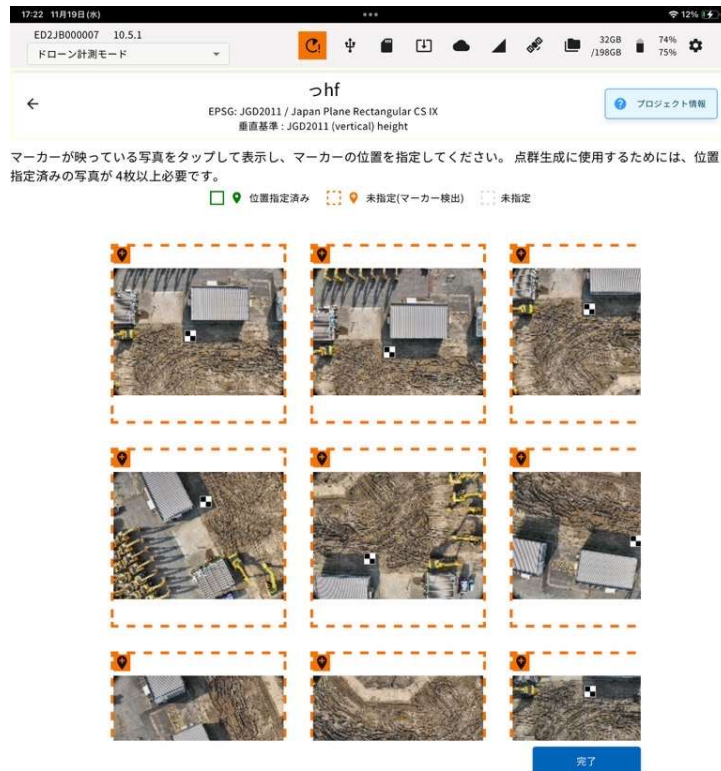 17:22 11月19日(水)
12%
ED2JB000007 10.5.1
ドローン計測モード
32GB
/198GB
74%
75%
っhf
EPSG: JGD2011 / Japan Plane Rectangular CS IX
垂直基準 : JGD2011 (vertical) height
プロジェクト情報
マーカーが映っている写真をタップして表示し、マーカーの位置を指定してください。 点群生成に使用するためには、位置
指定済みの写真が 4枚以上必要です。
位置指定済み 未指定(マーカー検出) 未指定
完了